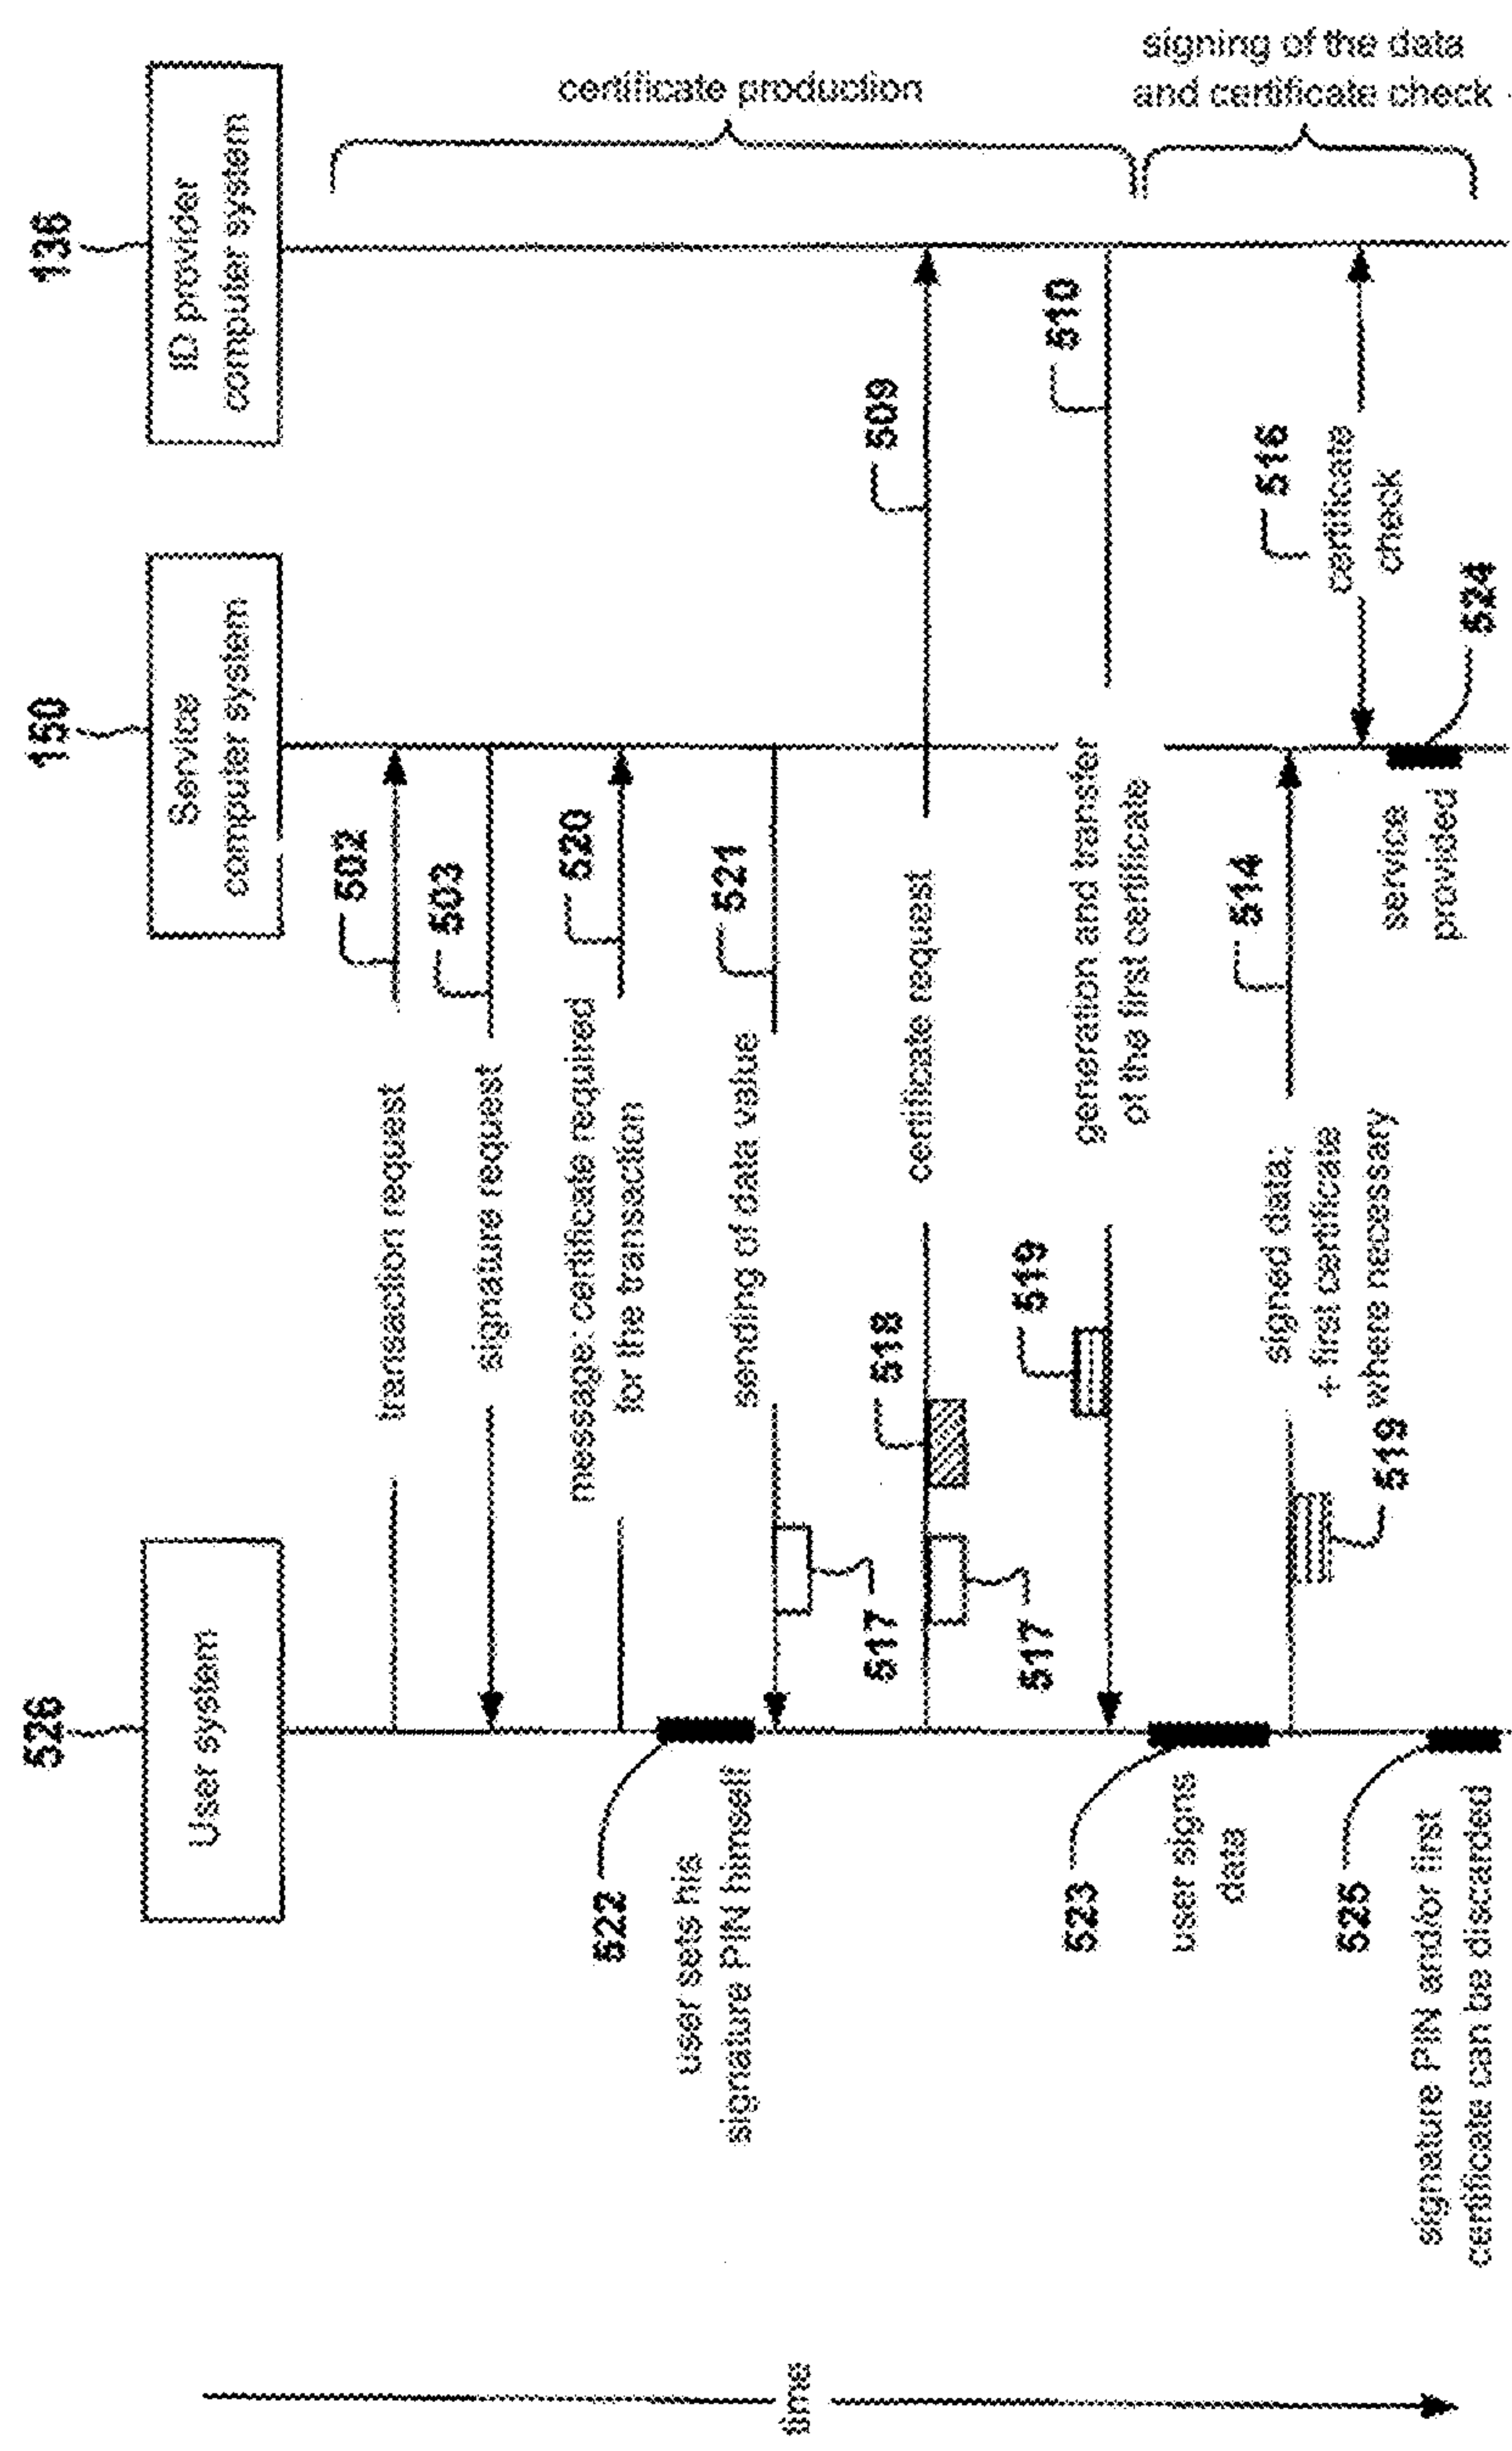 526
150
136
User system
Service
computer system
ID provider
computer system
time
transaction request
502
signature request
503
message: certificate required
for the transaction
520
522
user sets his
signature PIN himself
sending of data value
521
517
certificate production
518
certificate request
509
517
519
generation and transfer
of the first certificate
510
523
user signs
data
signed data:
+ first certificate
where necessary
514
519
516
certificate
check
signing of the data
and certificate check
525
signature PIN and/or first
certificate can be discarded
service
provided
524